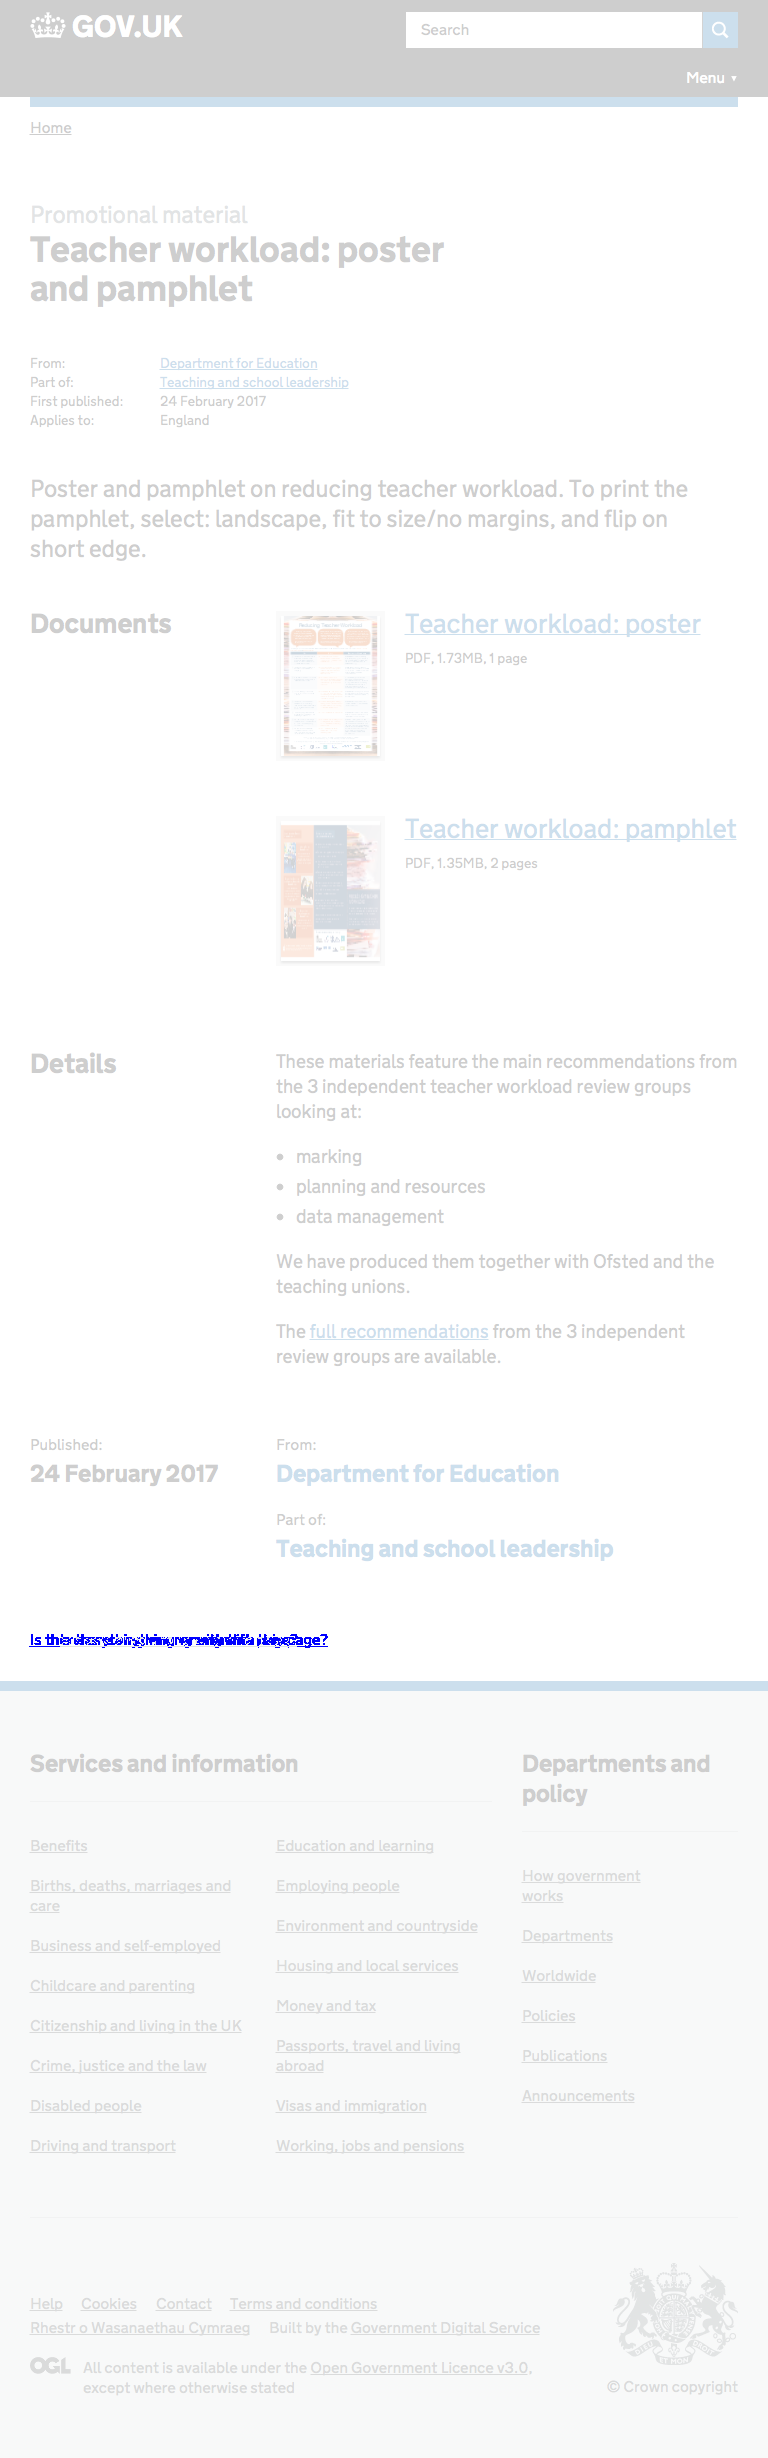 GOV.UK
Search
Menu ▼
Home
Promotional material
Teacher workload: poster
and pamphlet
From: Department for Education
Part of: Teaching and school leadership
First published: 24 February 2017
Applies to: England
Poster and pamphlet on reducing teacher workload. To print the
pamphlet, select: landscape, fit to size/no margins, and flip on
short edge.
Documents
Teacher workload: poster
PDF, 1.73MB, 1 page
Teacher workload: pamphlet
PDF, 1.35MB, 2 pages
Details
These materials feature the main recommendations from
the 3 independent teacher workload review groups
looking at:
• marking
• planning and resources
• data management
We have produced them together with Ofsted and the
teaching unions.
The full recommendations from the 3 independent
review groups are available.
Published:
24 February 2017
From:
Department for Education
Part of:
Teaching and school leadership
Services and information
Benefits
Births, deaths, marriages and
care
Business and self-employed
Childcare and parenting
Citizenship and living in the UK
Crime, justice and the law
Disabled people
Driving and transport
Education and learning
Employing people
Environment and countryside
Housing and local services
Money and tax
Passports, travel and living
abroad
Visas and immigration
Working, jobs and pensions
Departments and
policy
How government
works
Departments
Worldwide
Policies
Publications
Announcements
Help Cookies Contact Terms and conditions
Rhestr o Wasanaethau Cymraeg Built by the Government Digital Service
OGL All content is available under the Open Government Licence v3.0,
except where otherwise stated
© Crown copyright